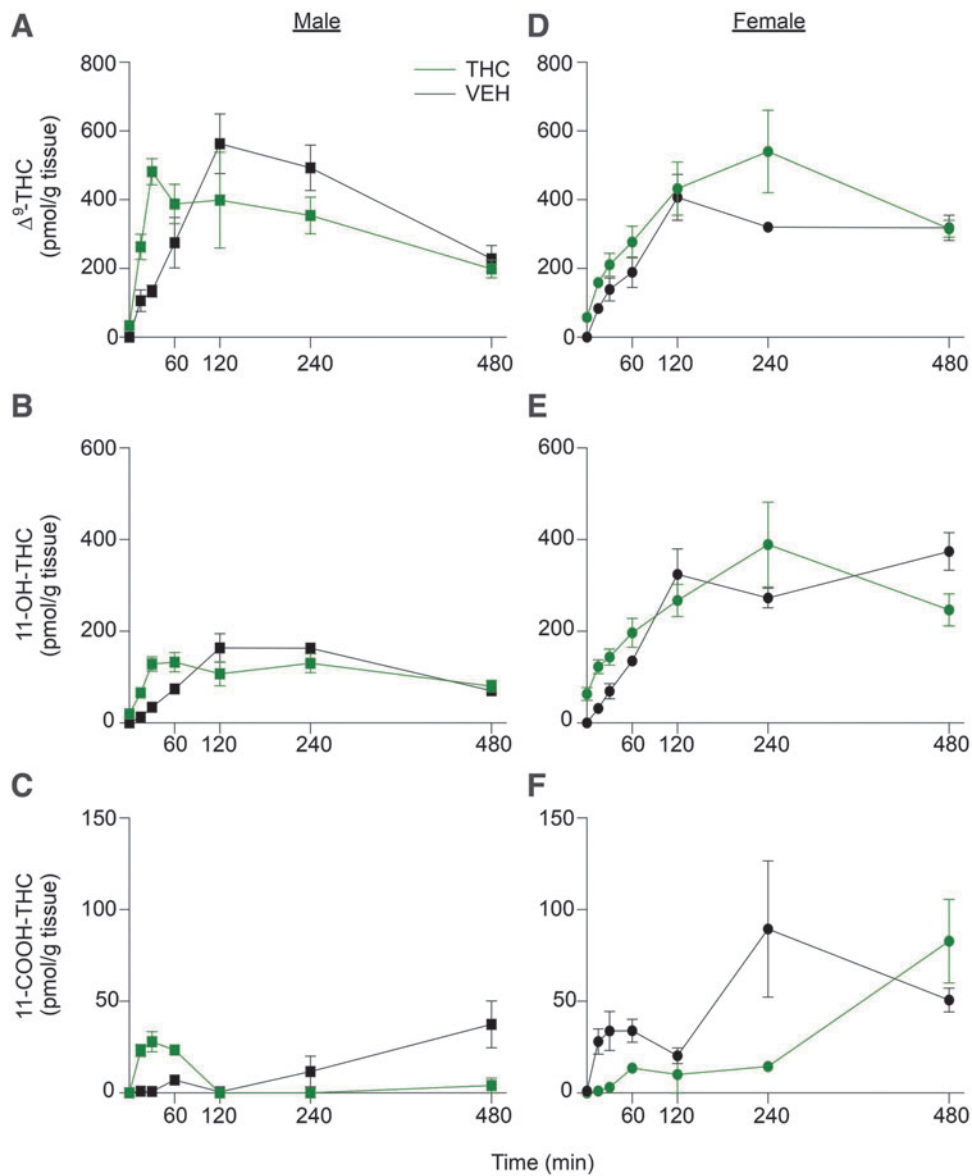 Male
Female
A
D
THC
VEH
Δ⁹-THC
(pmol/g tissue)
800
600
400
200
0
60 120 240 480
60 120 240 480
B
E
11-OH-THC
(pmol/g tissue)
600
400
200
0
600
400
200
0
60 120 240 480
60 120 240 480
C
F
11-COOH-THC
(pmol/g tissue)
150
100
50
0
150
100
50
0
60 120 240 480
60 120 240 480
800
600
400
200
0
Time (min)